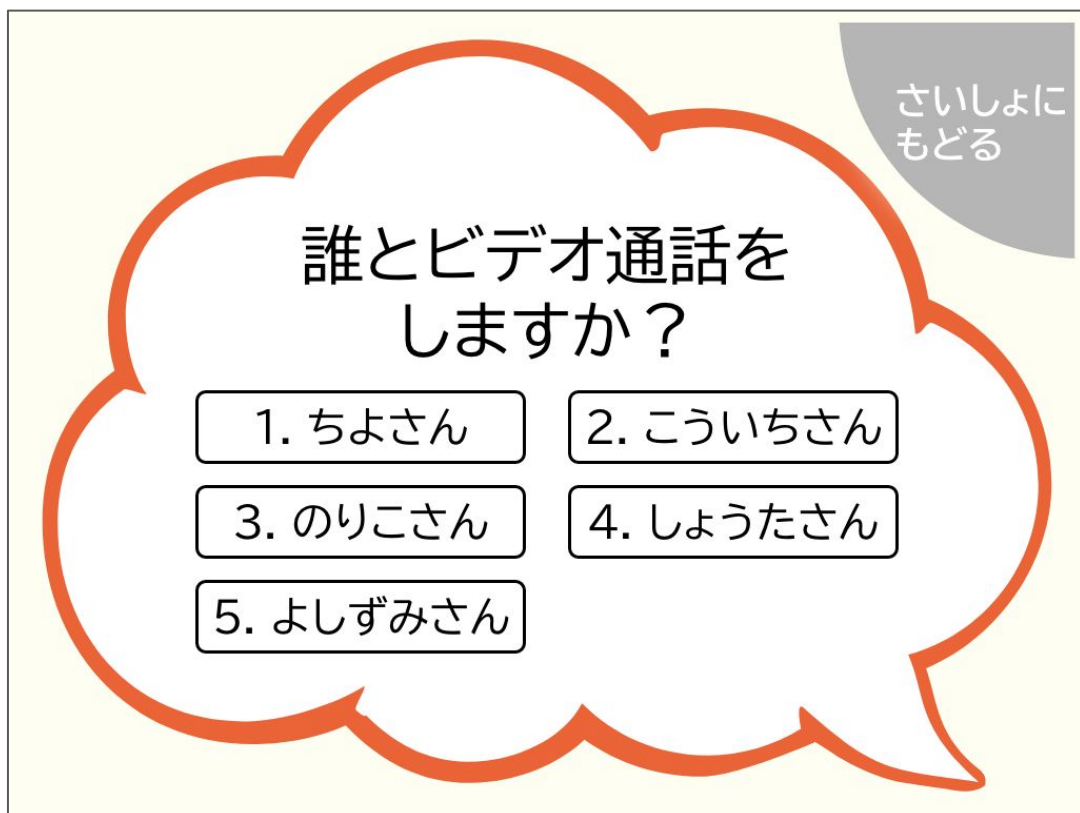 さいしょに
もどる
誰とビデオ通話を
しますか？
1. ちよさん
2. こういちさん
3. のりこさん
4. しょうたさん
5. よしずみさん